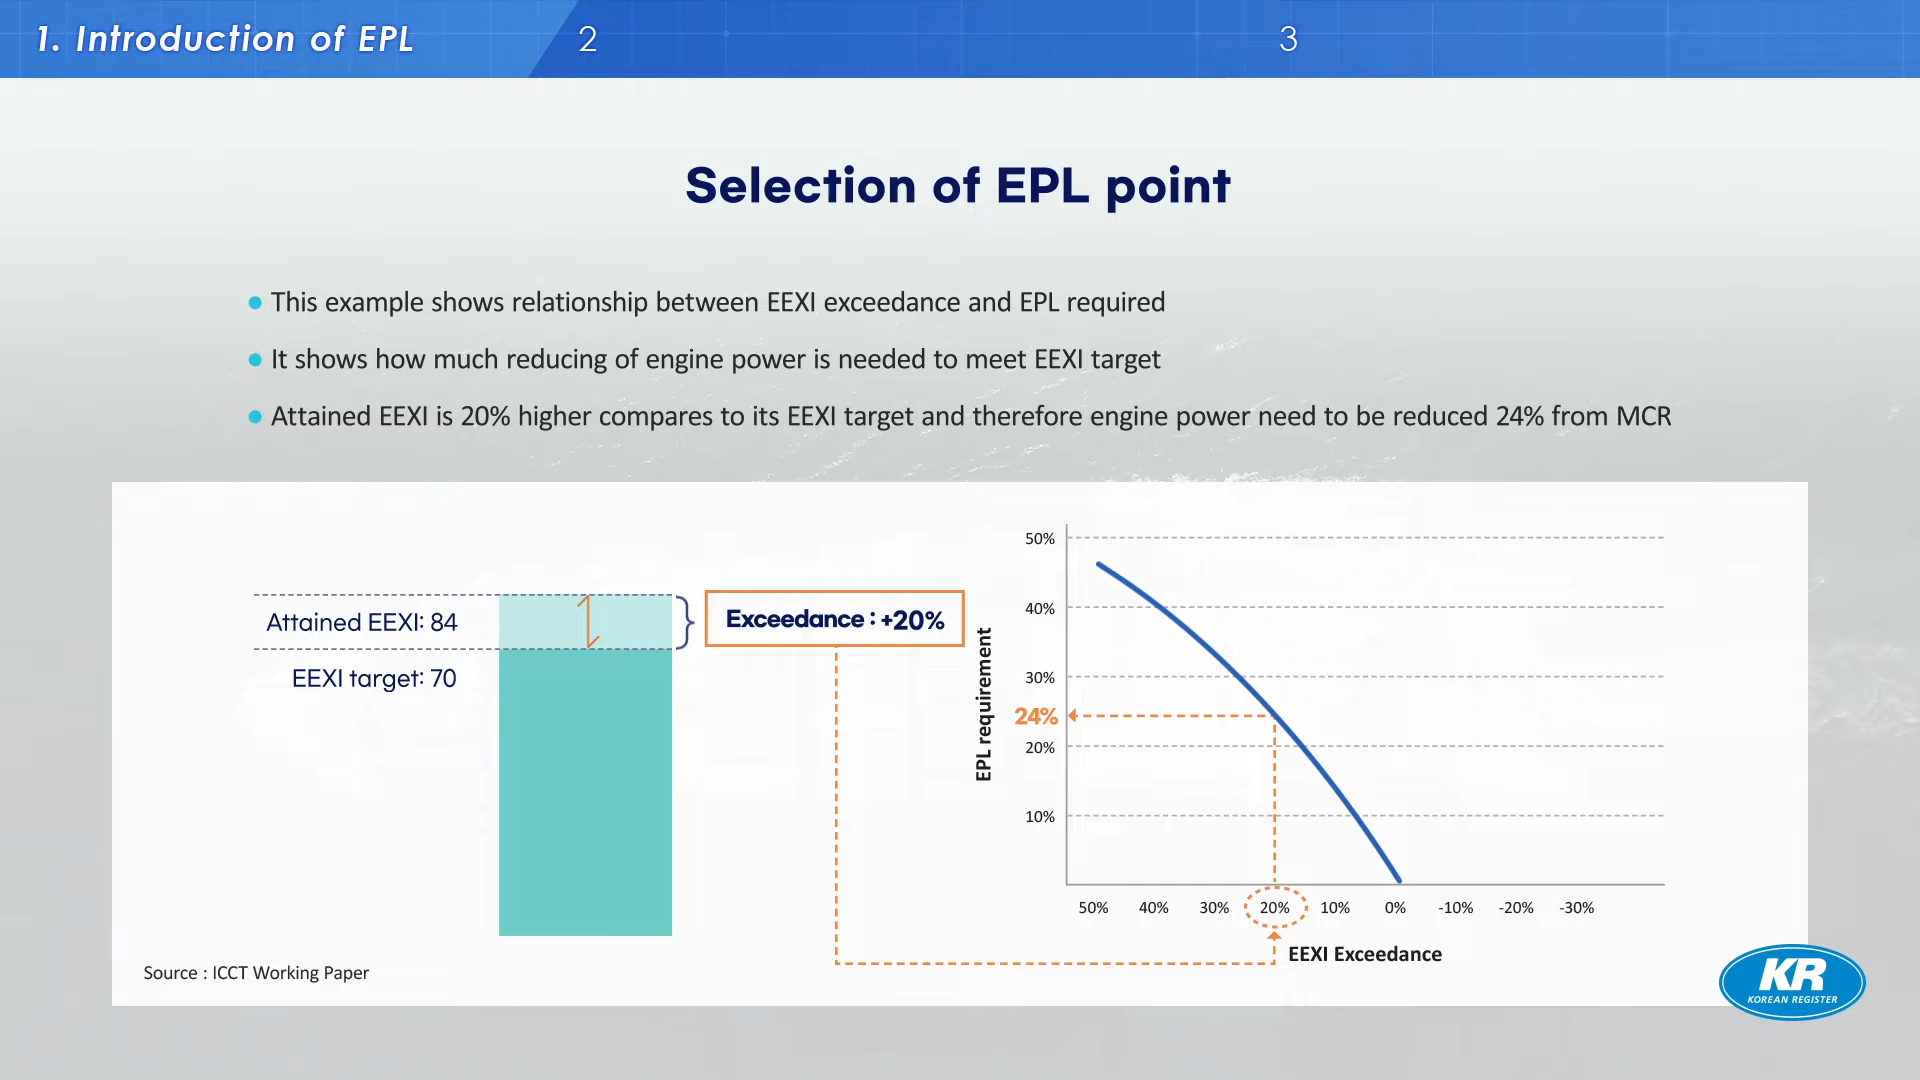 1. Introduction of EPL
2
3
Selection of EPL point
This example shows relationship between EEXI exceedance and EPL required
It shows how much reducing of engine power is needed to meet EEXI target
Attained EEXI is 20% higher compares to its EEXI target and therefore engine power need to be reduced 24% from MCR
Attained EEXI: 84
EEXI target: 70
Exceedance : +20%
Source : ICCT Working Paper
EPL requirement
50%
40%
30%
24%
20%
10%
50% 40% 30% 20% 10% 0% -10% -20% -30%
EEXI Exceedance
KR
KOREAN REGISTER